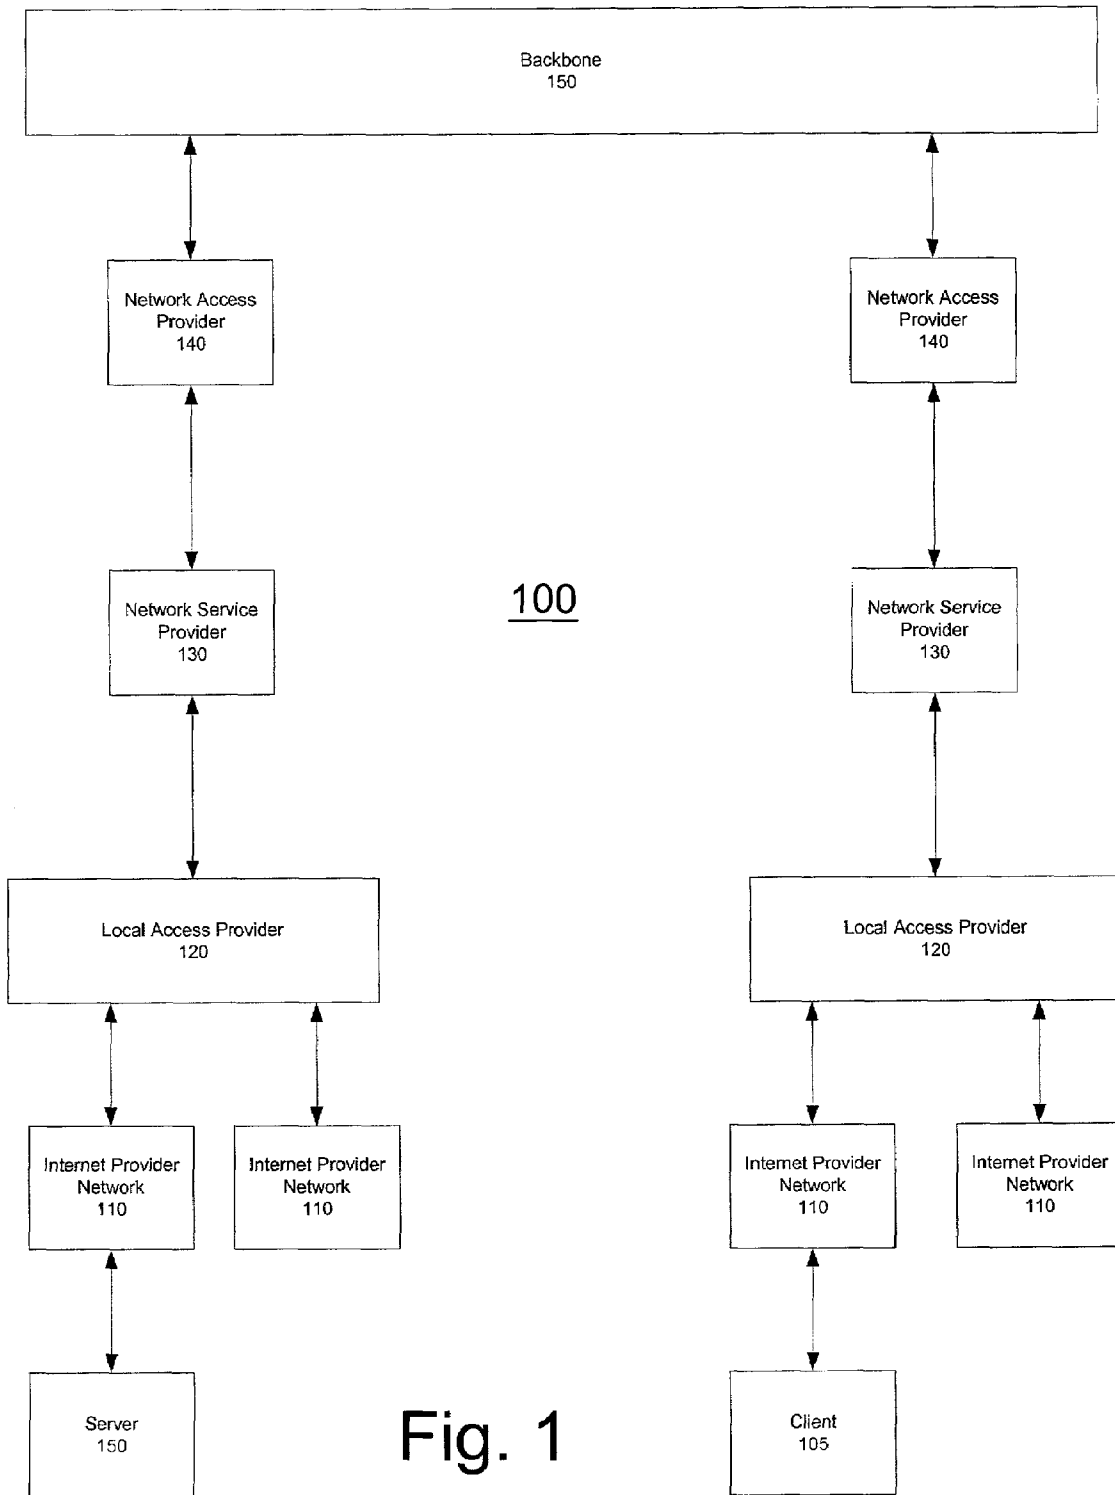 Backbone
150
Network Access
Provider
140
Network Access
Provider
140
Network Service
Provider
130
100
Network Service
Provider
130
Local Access Provider
120
Local Access Provider
120
Internet Provider
Network
110
Internet Provider
Network
110
Internet Provider
Network
110
Internet Provider
Network
110
Server
150
Fig. 1
Client
105